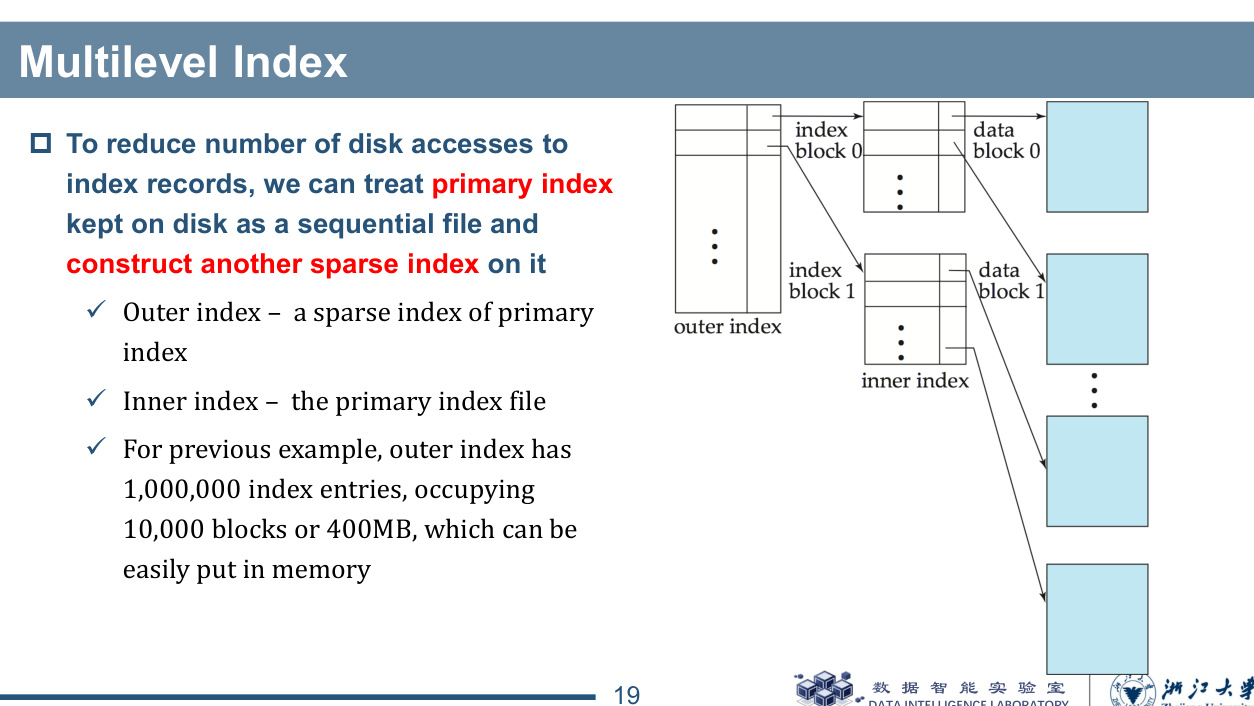 Multilevel Index
To reduce number of disk accesses to
index records, we can treat primary index
kept on disk as a sequential file and
construct another sparse index on it
Outer index – a sparse index of primary
index
Inner index – the primary index file
For previous example, outer index has
1,000,000 index entries, occupying
10,000 blocks or 400MB, which can be
easily put in memory
index
block 0
data
block 0
index
block 1
data
block 1
outer index
inner index
19
数据智能实验室
DATA INTELLIGENCE LABORATORY
浙江大学